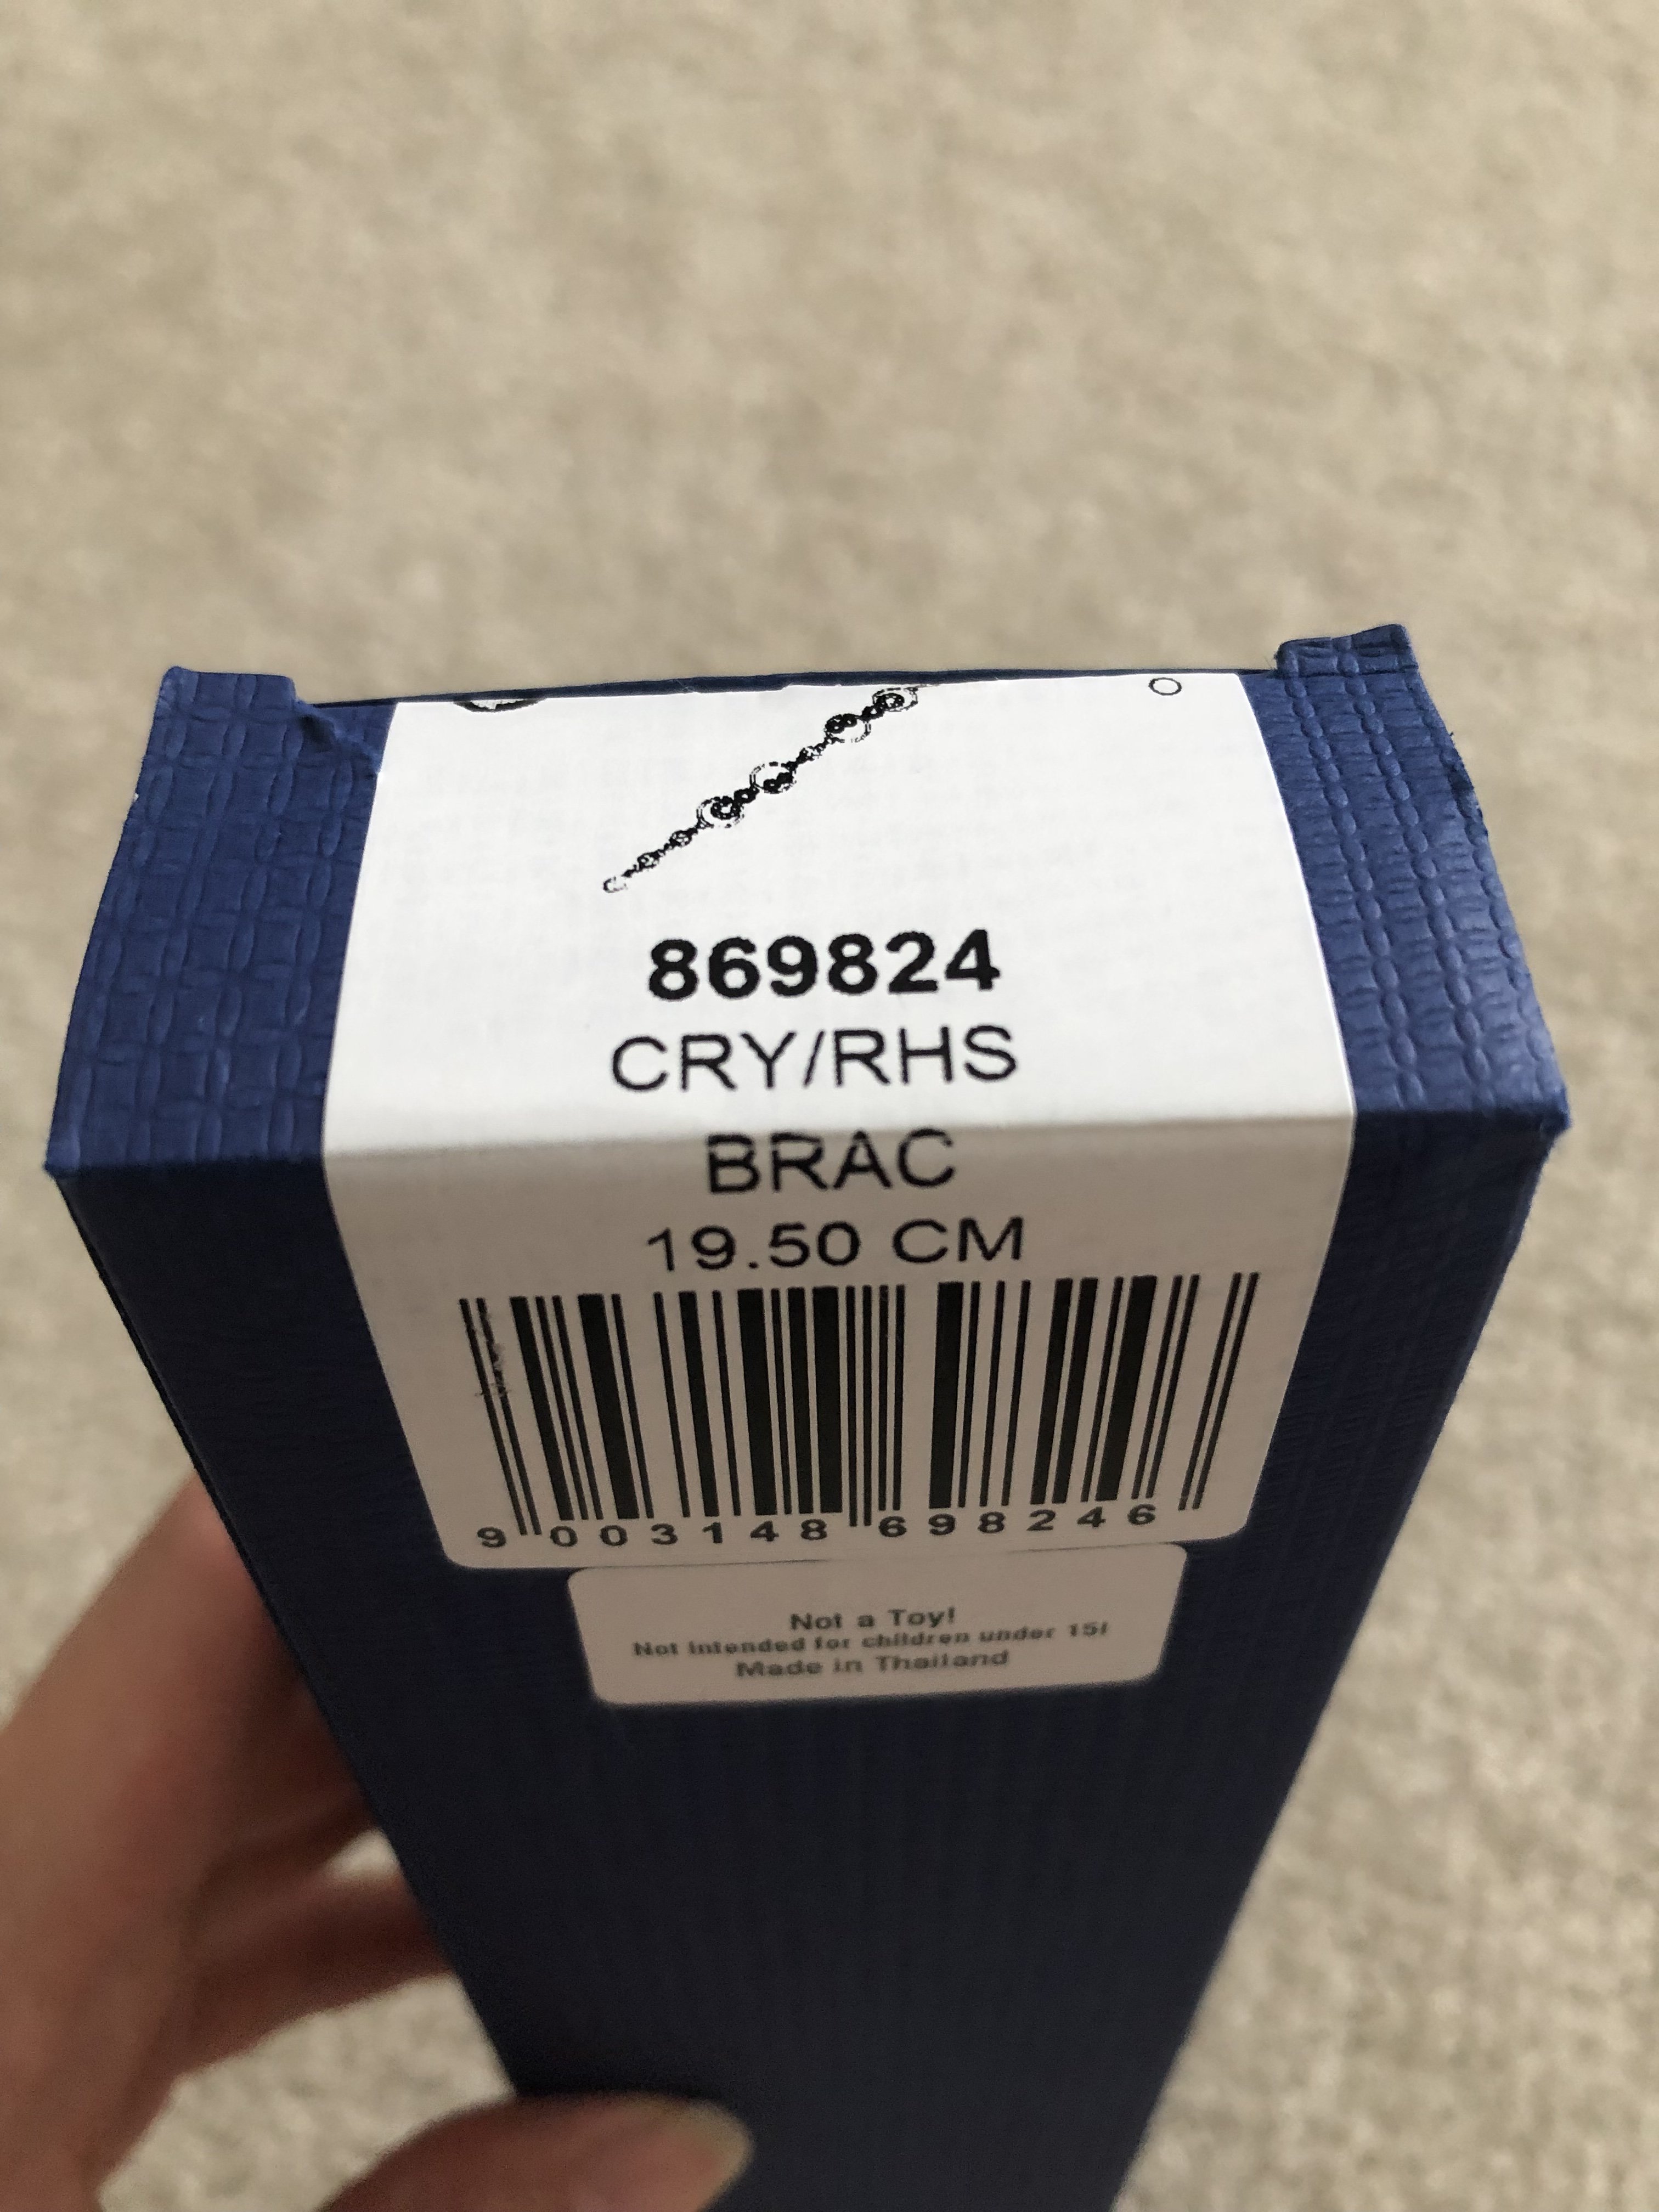 869824
CRY/RHS
BRAC
19.50 CM
9 003148 698246
Not a Toy!
Not intended for children under 15!
Made in Thailand